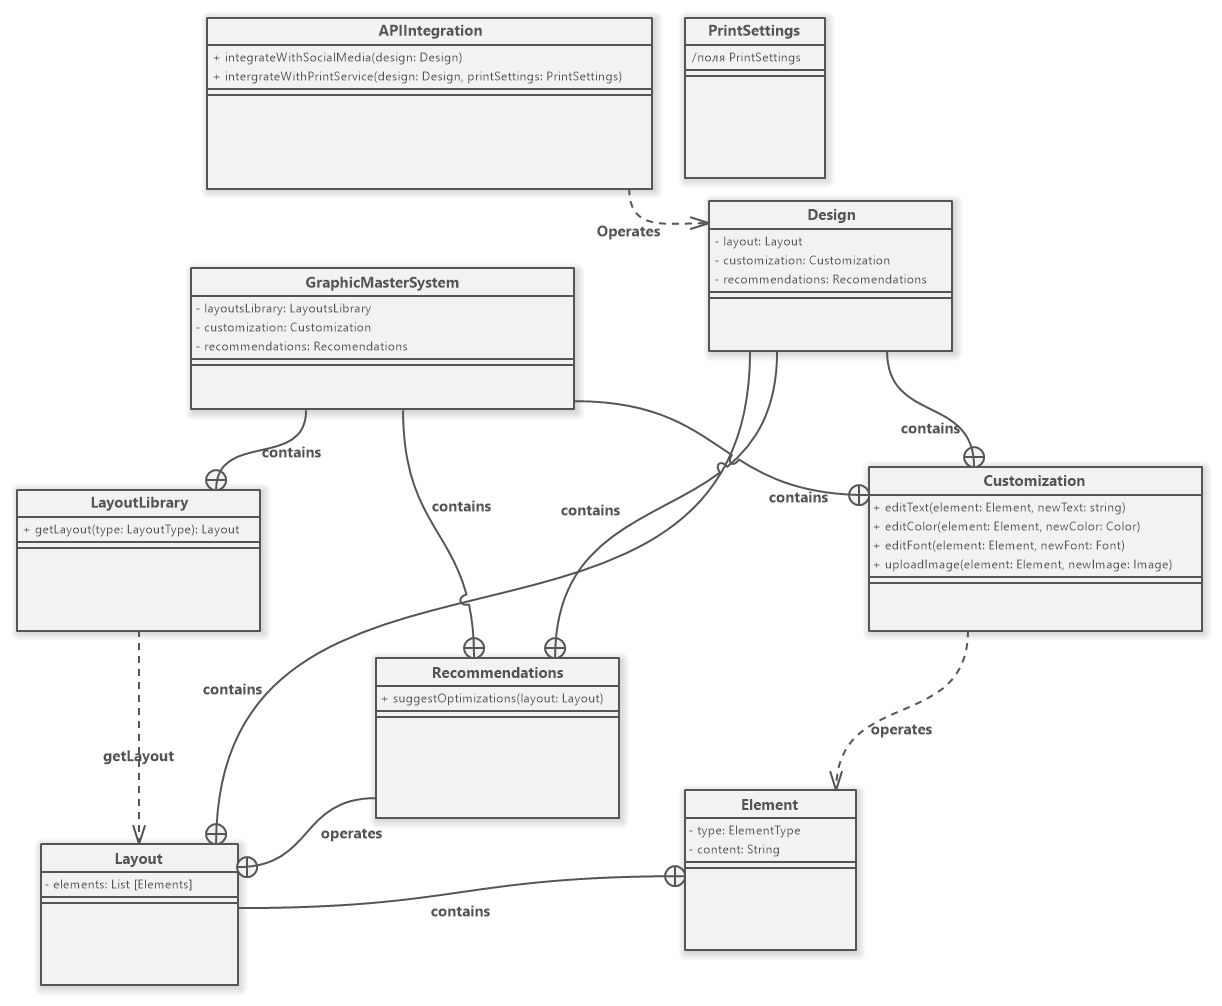 APIIntegration
+ integrateWithSocialMedia(design: Design)
+ intergrateWithPrintService(design: Design, printSettings: PrintSettings)
PrintSettings
/поля PrintSettings
Operates
Design
- layout: Layout
- customization: Customization
- recommendations: Recomendations
GraphicMasterSystem
- layoutsLibrary: LayoutsLibrary
- customization: Customization
- recommendations: Recomendations
contains
contains
contains
contains
contains
LayoutLibrary
+ getLayout(type: LayoutType): Layout
Customization
+ editText(element: Element, newText: string)
+ editColor(element: Element, newColor: Color)
+ editFont(element: Element, newFont: Font)
+ uploadImage(element: Element, newImage: Image)
contains
Recommendations
+ suggestOptimizations(layout: Layout)
getLayout
operates
operates
Layout
- elements: List [Elements]
Element
- type: ElementType
- content: String
contains